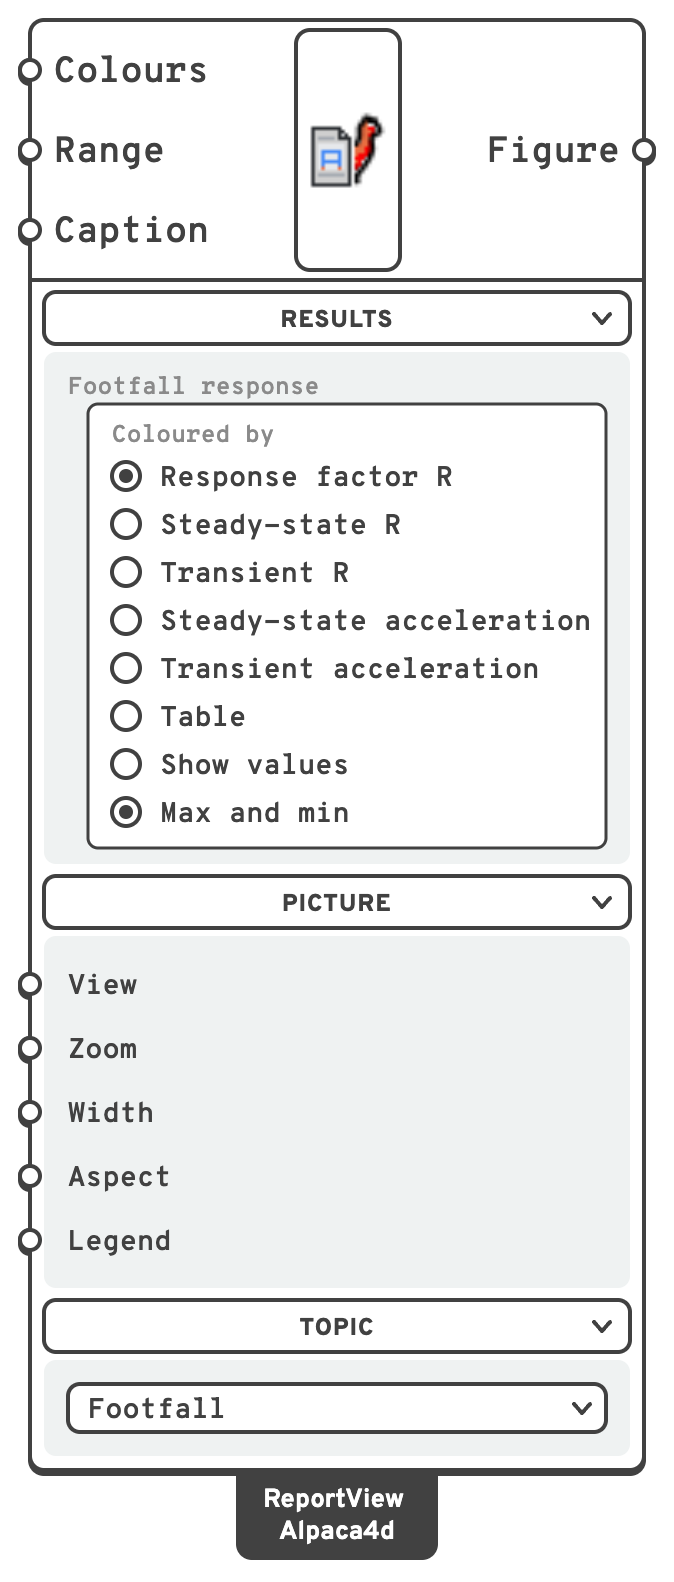 Colours
Range
Figure
Caption
RESULTS
Footfall response
Coloured by
Response factor R
Steady-state R
Transient R
Steady-state acceleration
Transient acceleration
Table
Show values
Max and min
PICTURE
View
Zoom
Width
Aspect
Legend
TOPIC
Footfall
ReportView
Alpaca4d